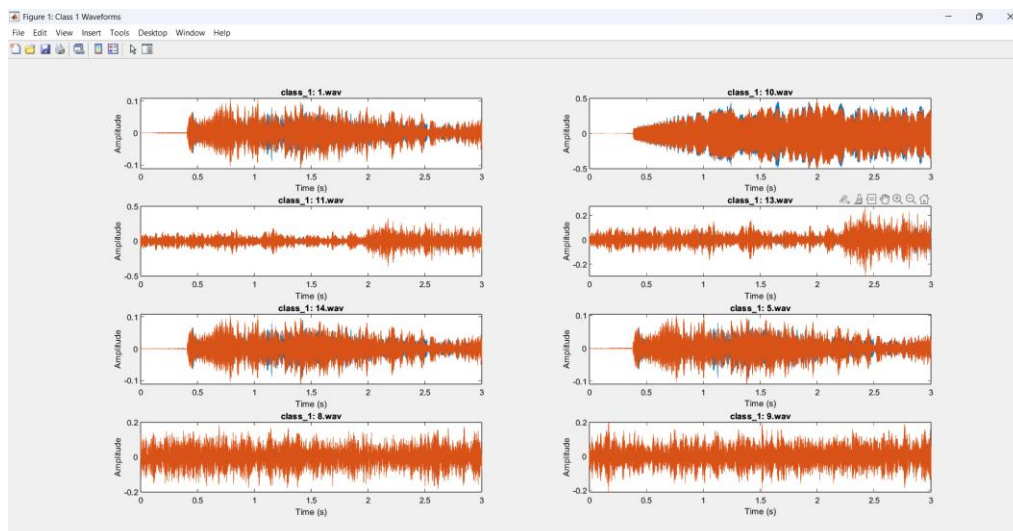 Figure 1: Class 1 Waveforms
File Edit View Insert Tools Desktop Window Help
class_1: 1.wav
0.1
0
-0.1
Amplitude
0 0.5 1 1.5 2 2.5 3
Time (s)
class_1: 10.wav
0.5
0
-0.5
Amplitude
0 0.5 1 1.5 2 2.5 3
Time (s)
class_1: 11.wav
0.5
0
-0.5
Amplitude
0 0.5 1 1.5 2 2.5 3
Time (s)
class_1: 13.wav
0.2
0
-0.2
Amplitude
0 0.5 1 1.5 2 2.5 3
Time (s)
class_1: 14.wav
0.1
0
-0.1
Amplitude
0 0.5 1 1.5 2 2.5 3
Time (s)
class_1: 5.wav
0.1
0
-0.1
Amplitude
0 0.5 1 1.5 2 2.5 3
Time (s)
class_1: 8.wav
0.2
0
-0.2
Amplitude
0 0.5 1 1.5 2 2.5 3
Time (s)
class_1: 9.wav
0.2
0
-0.2
Amplitude
0 0.5 1 1.5 2 2.5 3
Time (s)